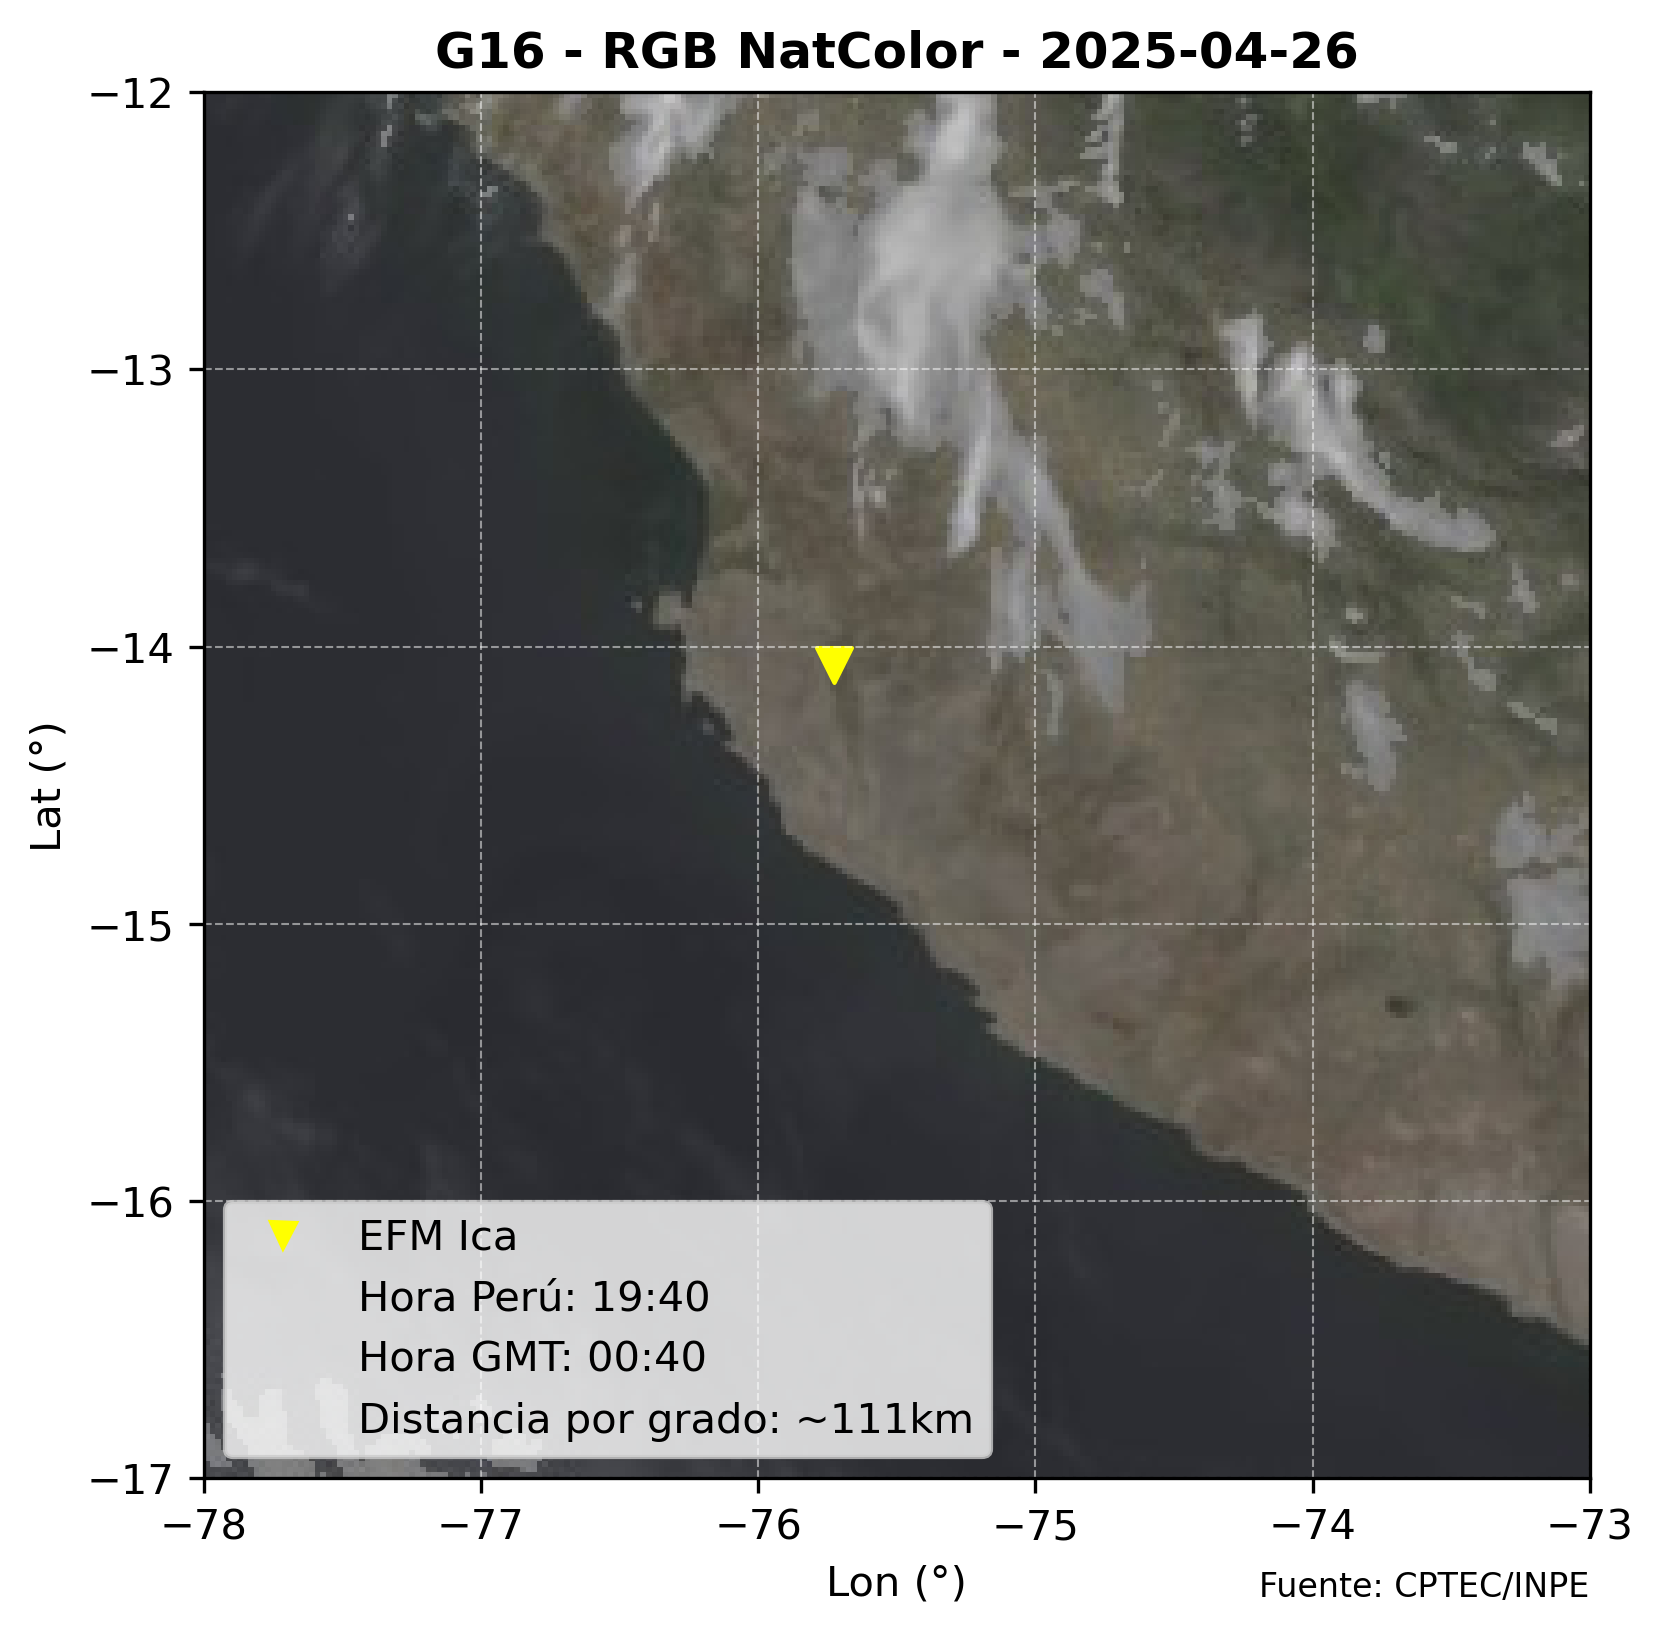 G16 - RGB NatColor - 2025-04-26
−12
−13
−14
−15
−16
−17
Lat (°)
EFM Ica
Hora Perú: 19:40
Hora GMT: 00:40
Distancia por grado: ~111km
−78
−77
−76
−75
−74
−73
Lon (°)
Fuente: CPTEC/INPE